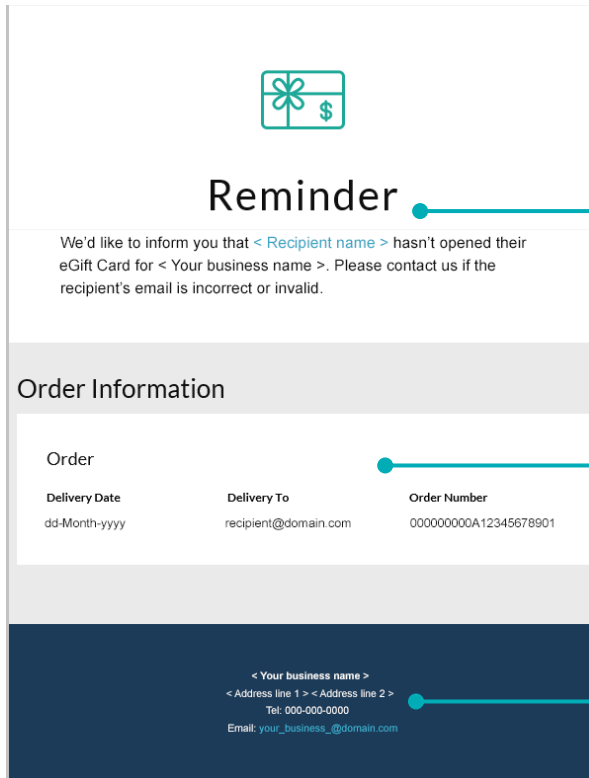 $
Reminder
We'd like to inform you that < Recipient name > hasn't opened their
eGift Card for < Your business name >. Please contact us if the
recipient's email is incorrect or invalid.
Order Information
Order
Delivery Date Delivery To Order Number
dd-Month-yyyy recipient@domain.com 000000000A12345678901
< Your business name >
< Address line 1 > < Address line 2 >
Tel: 000-000-0000
Email: your_business_@domain.com